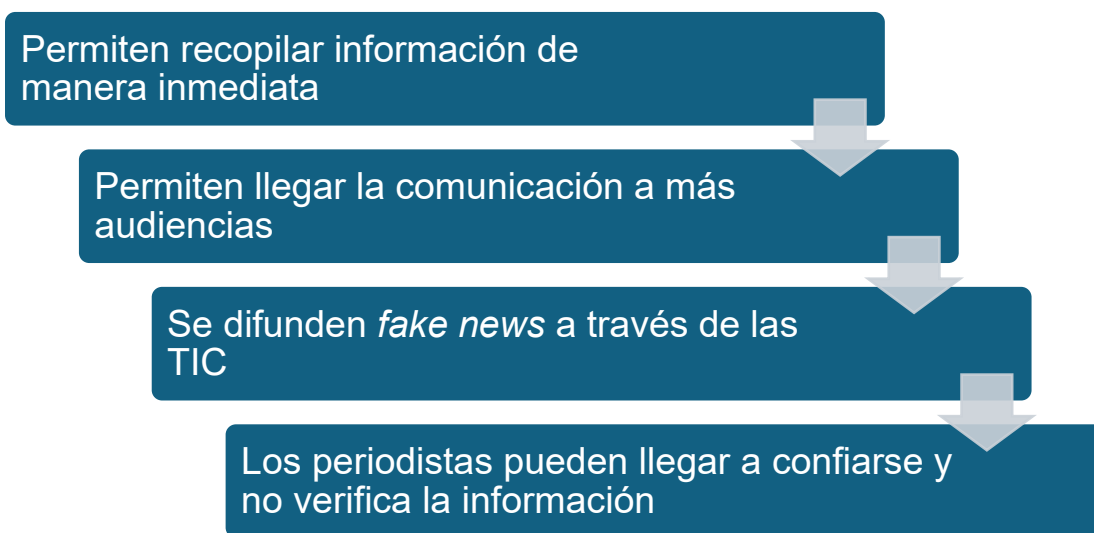 Permiten recopilar información de
manera inmediata
Permiten llegar la comunicación a más
audiencias
Se difunden fake news a través de las
TIC
Los periodistas pueden llegar a confiarse y
no verifica la información